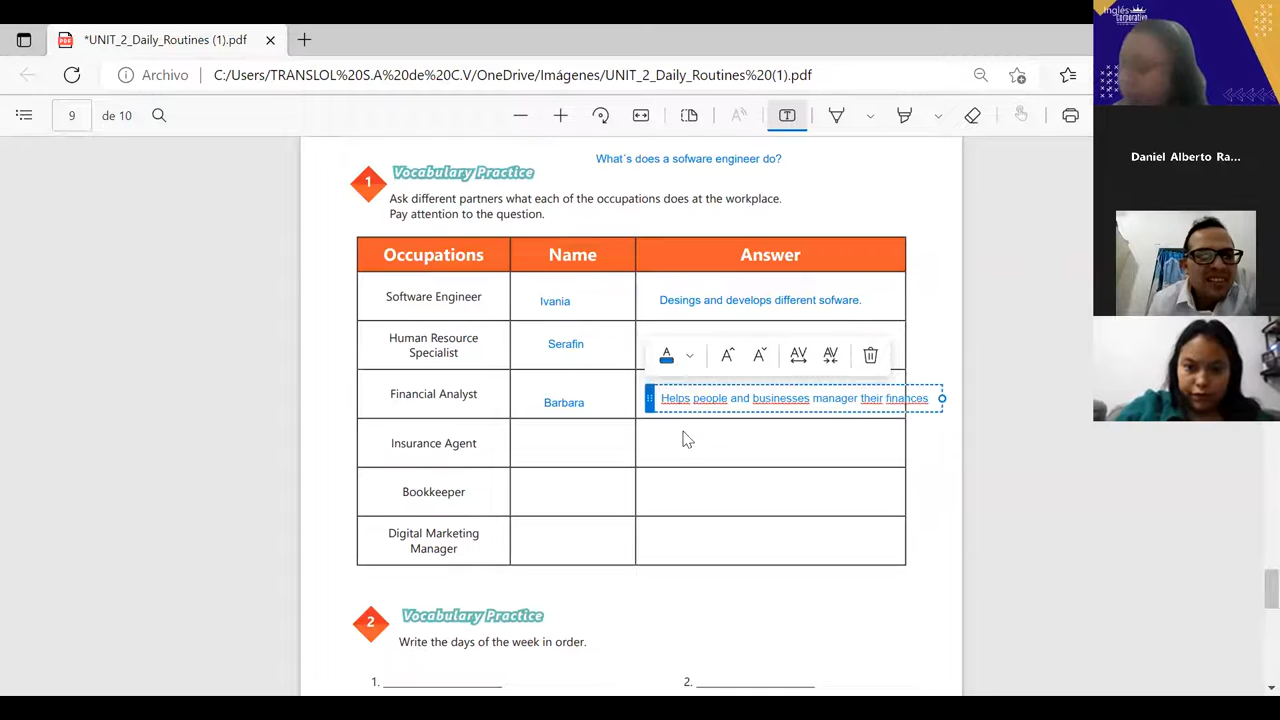 *UNIT_2_Daily_Routines (1).pdf
Inglés
Corporativo
Archivo
C:/Users/TRANSLOL%20S.A%20de%20C.V/OneDrive/Imágenes/UNIT_2_Daily_Routines%20(1).pdf
9 de 10
Daniel Alberto Ra...
What´s does a sofware engineer do?
1 Vocabulary Practice
Ask different partners what each of the occupations does at the workplace.
Pay attention to the question.
Occupations Name Answer
Software Engineer Ivania Desings and develops different sofware.
Human Resource
Specialist
Serafin
Financial Analyst Barbara Helps people and businesses manager their finances
Insurance Agent
Bookkeeper
Digital Marketing
Manager
2 Vocabulary Practice
Write the days of the week in order.
1. 2.